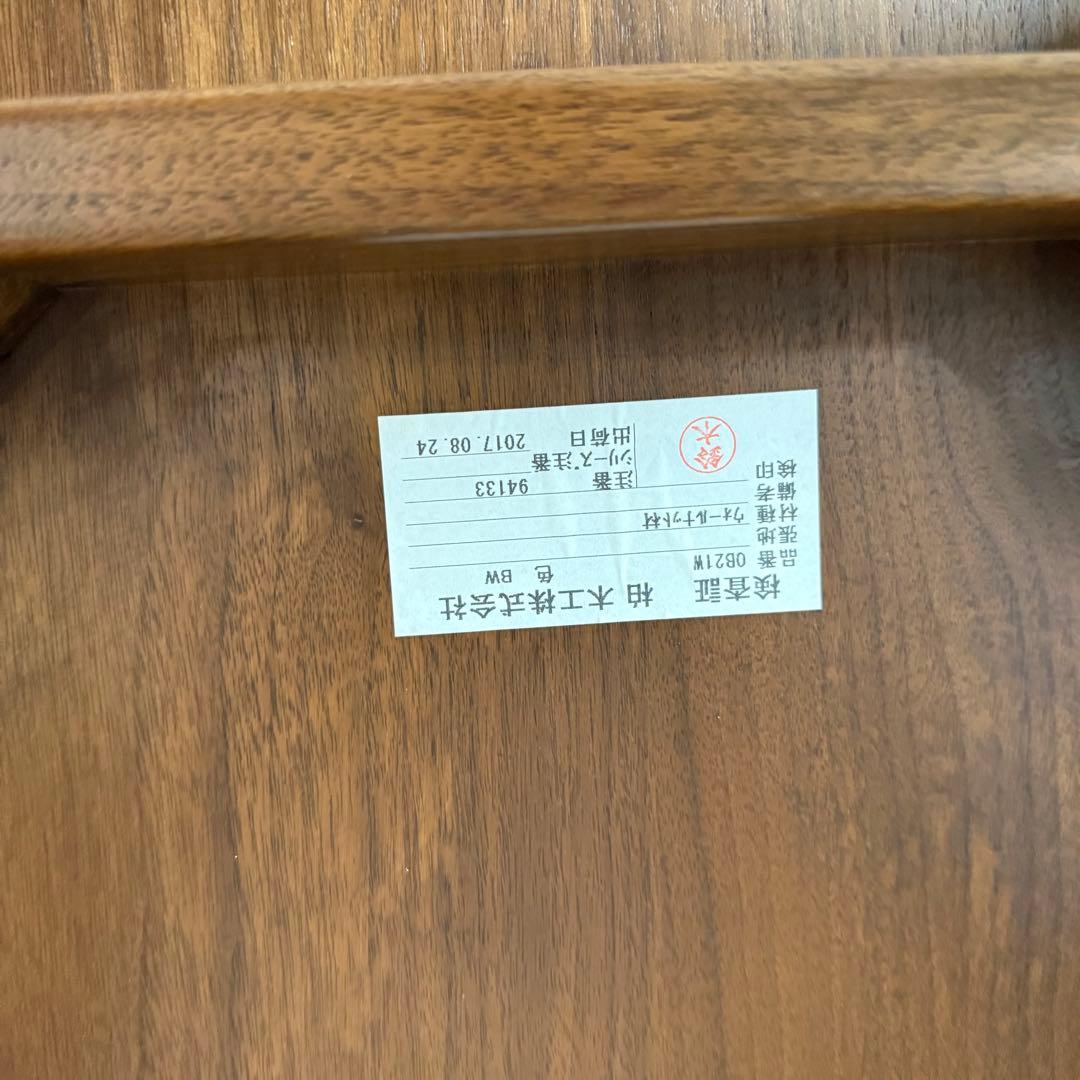 検査証 柏木工株式会社
品番 OB21W 色 BW
張地
材種 ウォールナット材
備考
検印 鈴木
注番 94133
シリーズ注番
出荷日 2017.08.24